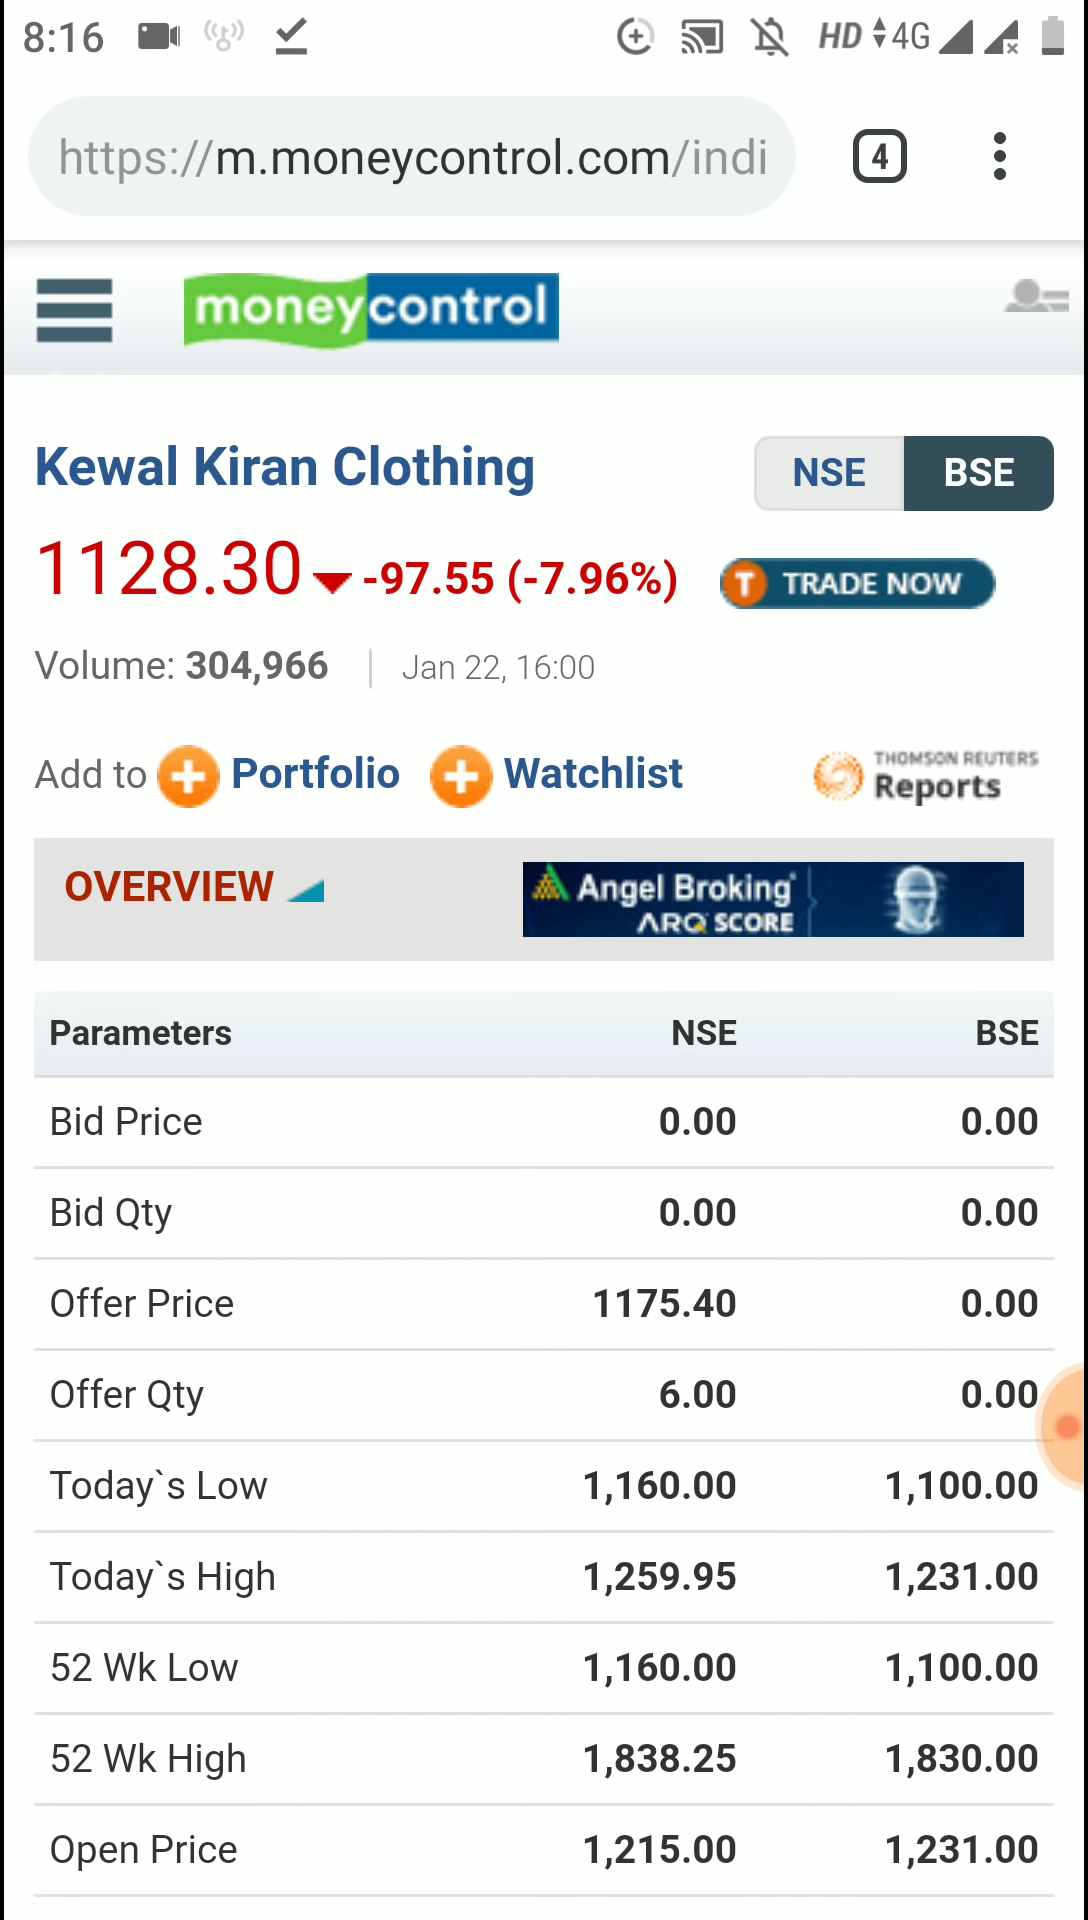 8:16 HD 4G
https://m.moneycontrol.com/indi 4
moneycontrol
Kewal Kiran Clothing NSE BSE
1128.30 -97.55 (-7.96%) T TRADE NOW
Volume: 304,966 | Jan 22, 16:00
Add to Portfolio Watchlist THOMSON REUTERS
Reports
OVERVIEW Angel Broking
ARQ SCORE
Parameters NSE BSE
Bid Price 0.00 0.00
Bid Qty 0.00 0.00
Offer Price 1175.40 0.00
Offer Qty 6.00 0.00
Today`s Low 1,160.00 1,100.00
Today`s High 1,259.95 1,231.00
52 Wk Low 1,160.00 1,100.00
52 Wk High 1,838.25 1,830.00
Open Price 1,215.00 1,231.00